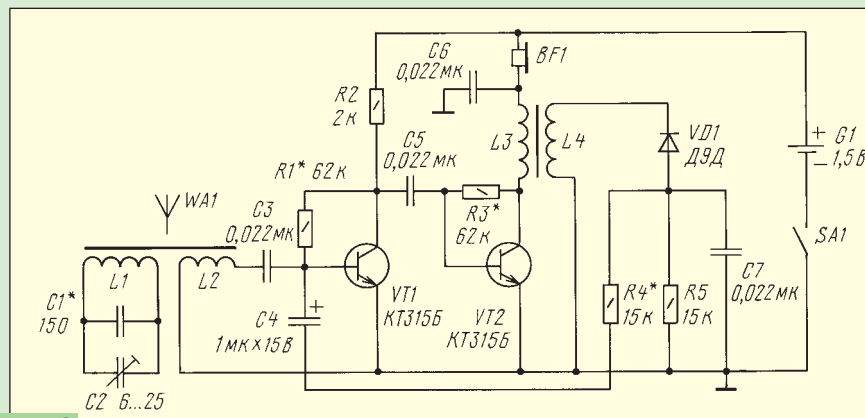 C6
0,022мк
BF1
R2
2к
C5
0,022мк
L3
L4
VD1
Д9Д
+
G1
–
1,5В
R1* 62к
WA1
C3
0,022мк
R3*
62к
SA1
L1
L2
C1*
150
VT1
КТ315Б
+
C4
1мк×15В
VT2
КТ315Б
R4*
15к
R5
15к
C7
0,022мк
C2 6...25